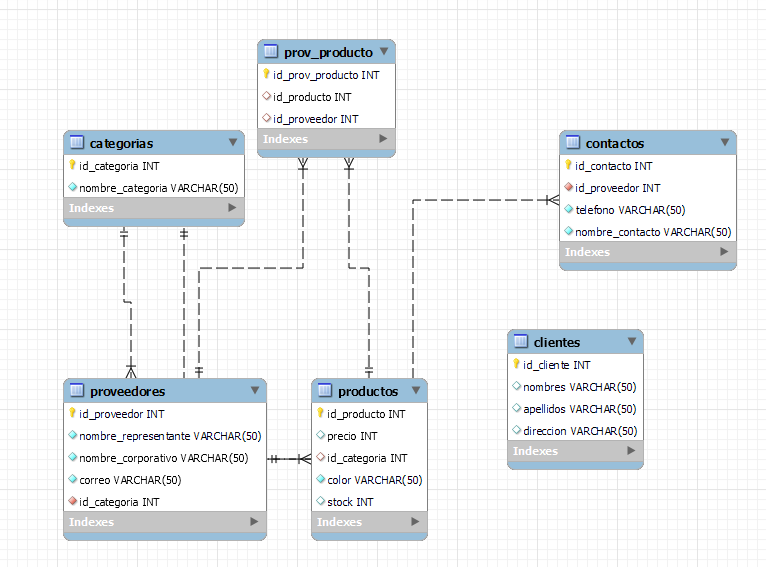 prov_producto
id_prov_producto INT
id_producto INT
id_proveedor INT
Indexes
categorias
id_categoria INT
nombre_categoria VARCHAR(50)
Indexes
contactos
id_contacto INT
id_proveedor INT
telefono VARCHAR(50)
nombre_contacto VARCHAR(50)
Indexes
clientes
id_cliente INT
nombres VARCHAR(50)
apellidos VARCHAR(50)
direccion VARCHAR(50)
Indexes
proveedores
id_proveedor INT
nombre_representante VARCHAR(50)
nombre_corporativo VARCHAR(50)
correo VARCHAR(50)
id_categoria INT
Indexes
productos
id_producto INT
precio INT
id_categoria INT
color VARCHAR(50)
stock INT
Indexes